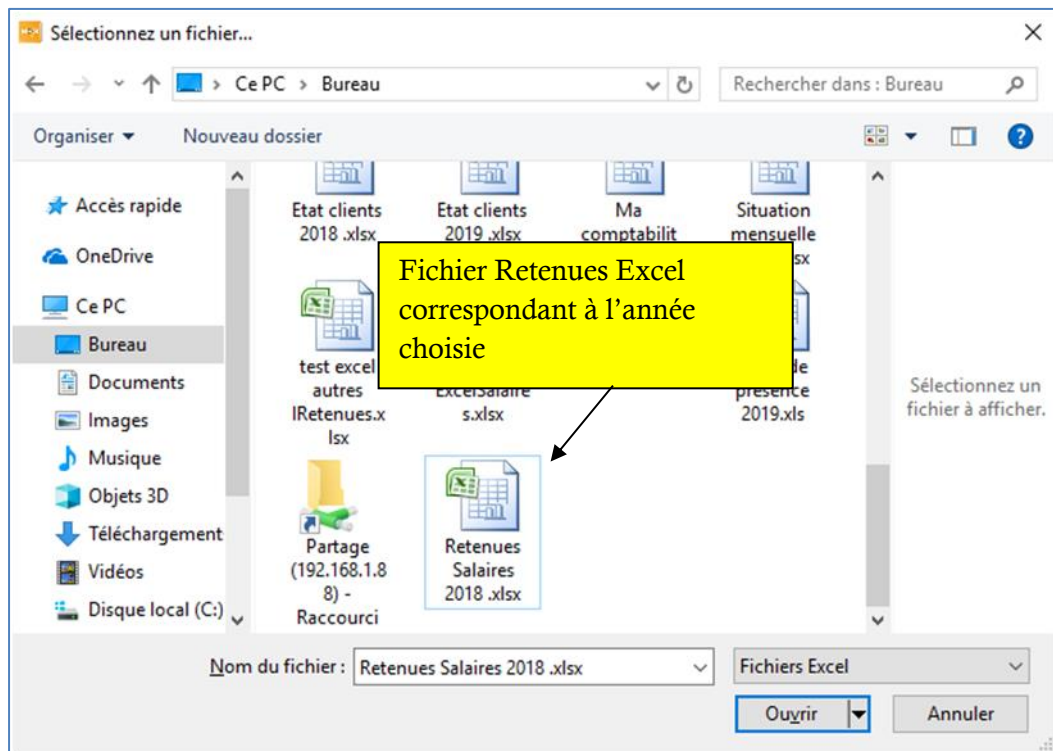 Sélectionnez un fichier...
Ce PC > Bureau
Rechercher dans : Bureau
Organiser
Nouveau dossier
Accès rapide
OneDrive
Ce PC
Bureau
Documents
Images
Musique
Objets 3D
Téléchargement
Vidéos
Disque local (C:)
Etat clients
2018 .xlsx
Etat clients
2019 .xlsx
Ma
comptabilit
Situation
mensuelle
sx
Fichier Retenues Excel
correspondant à l’année
choisie
test excel
autres
IRetenues.x
lsx
ExcelSalaire
s.xlsx
de
presence
2019.xls
Partage
(192.168.1.8
8) -
Raccourci
Retenues
Salaires
2018 .xlsx
Sélectionnez un
fichier à afficher.
Nom du fichier :
Retenues Salaires 2018 .xlsx
Fichiers Excel
Ouvrir
Annuler